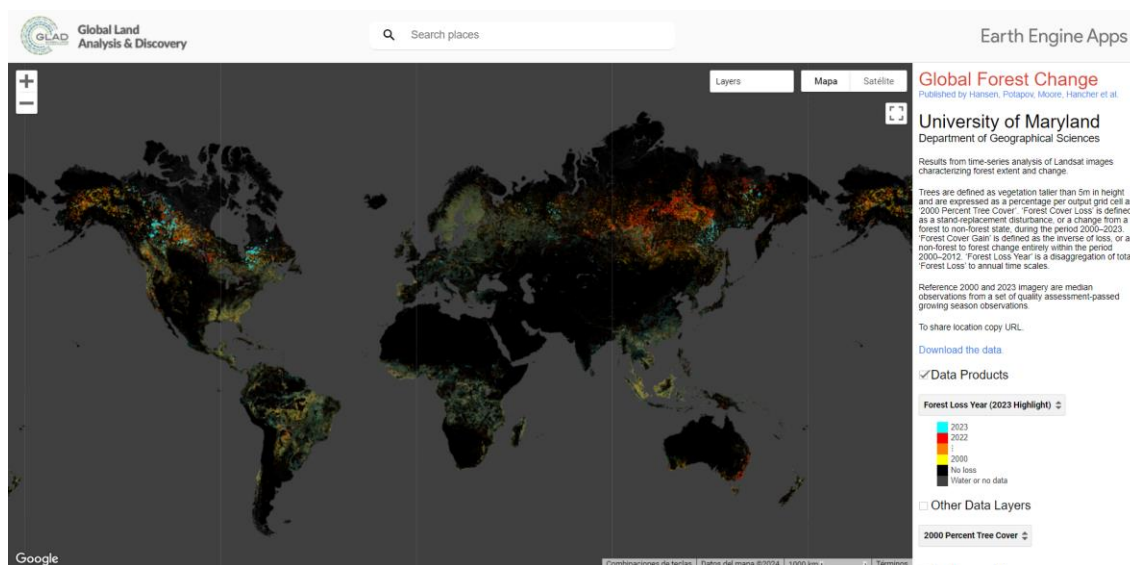 GLAD
Global Land
Analysis & Discovery
Search places
Earth Engine Apps
+
−
Layers
Mapa
Satélite
Global Forest Change
Published by Hansen, Potapov, Moore, Hancher et al.
University of Maryland
Department of Geographical Sciences
Results from time-series analysis of Landsat images
characterizing forest extent and change.
Trees are defined as vegetation taller than 5m in height
and are expressed as a percentage per output grid cell a
'2000 Percent Tree Cover'. 'Forest Cover Loss' is defined
as a stand-replacement disturbance, or a change from a
forest to non-forest state, during the period 2000–2023.
'Forest Cover Gain' is defined as the inverse of loss, or a
non-forest to forest change entirely within the period
2000–2012. 'Forest Loss Year' is a disaggregation of tota
'Forest Loss' to annual time scales.
Reference 2000 and 2023 imagery are median
observations from a set of quality assessment-passed
growing season observations.
To share location copy URL.
Download the data.
Data Products
Forest Loss Year (2023 Highlight)
2023
2022
⋮
2000
No loss
Water or no data
Other Data Layers
2000 Percent Tree Cover
Google
Combinaciones de teclas
Datos del mapa ©2024
1000 km
Términos